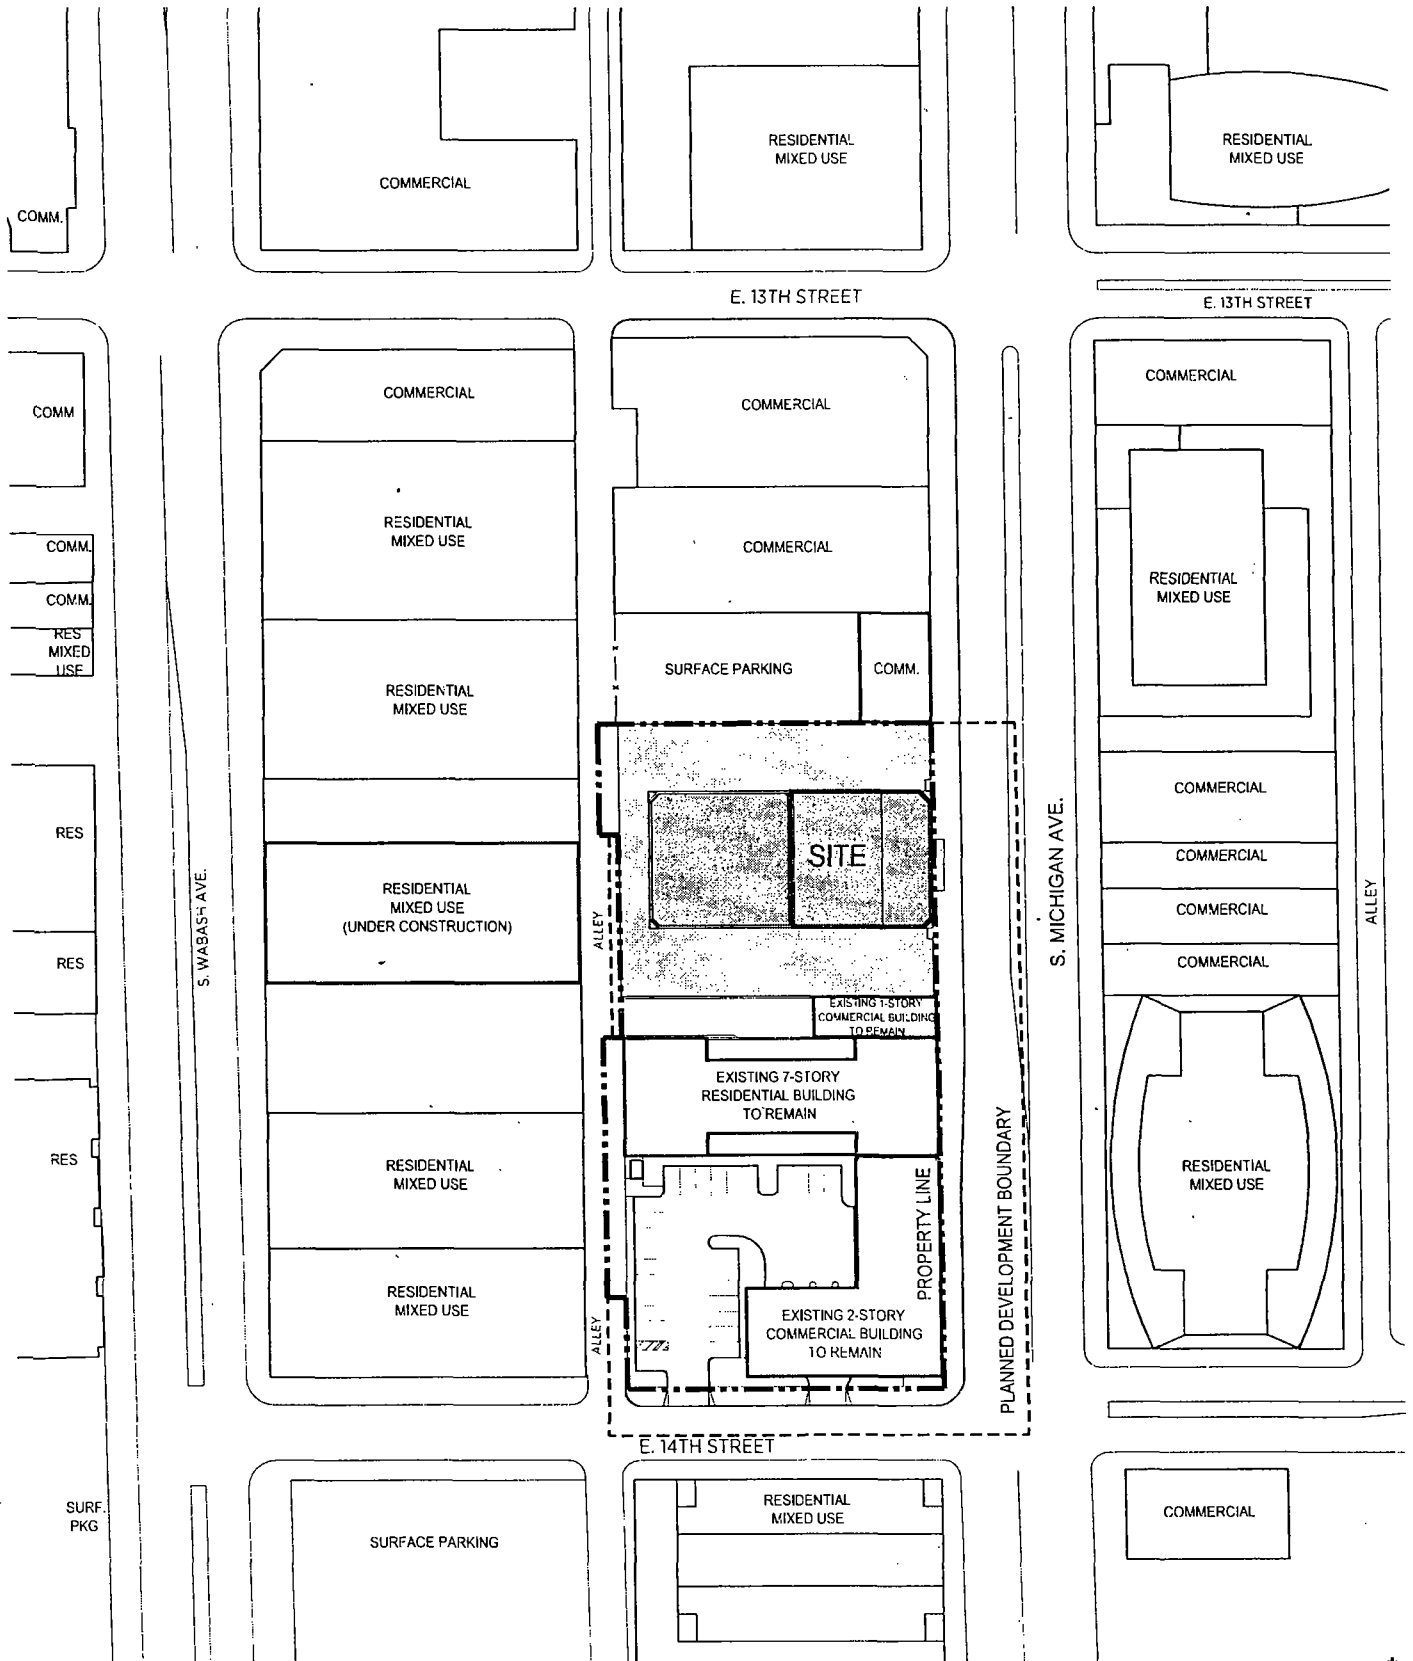 RESIDENTIAL
MIXED USE
RESIDENTIAL
MIXED USE
COMMERCIAL
COMM.
E. 13TH STREET
E. 13TH STREET
COMMERCIAL
COMMERCIAL
COMMERCIAL
COMM
RESIDENTIAL
MIXED USE
COMMERCIAL
COMM.
RESIDENTIAL
MIXED USE
COMM.
RES
MIXED
USE
SURFACE PARKING
COMM.
RESIDENTIAL
MIXED USE
COMMERCIAL
RES
SITE
COMMERCIAL
RESIDENTIAL
MIXED USE
(UNDER CONSTRUCTION)
S. WABASH AVE.
ALLEY
S. MICHIGAN AVE.
COMMERCIAL
ALLEY
RES
COMMERCIAL
EXISTING 1-STORY
COMMERCIAL BUILDING
TO REMAIN
EXISTING 7-STORY
RESIDENTIAL BUILDING
TO REMAIN
RES
RESIDENTIAL
MIXED USE
PROPERTY LINE
PLANNED DEVELOPMENT BOUNDARY
RESIDENTIAL
MIXED USE
RESIDENTIAL
MIXED USE
ALLEY
EXISTING 2-STORY
COMMERCIAL BUILDING
TO REMAIN
E. 14TH STREET
SURF.
PKG
SURFACE PARKING
RESIDENTIAL
MIXED USE
COMMERCIAL